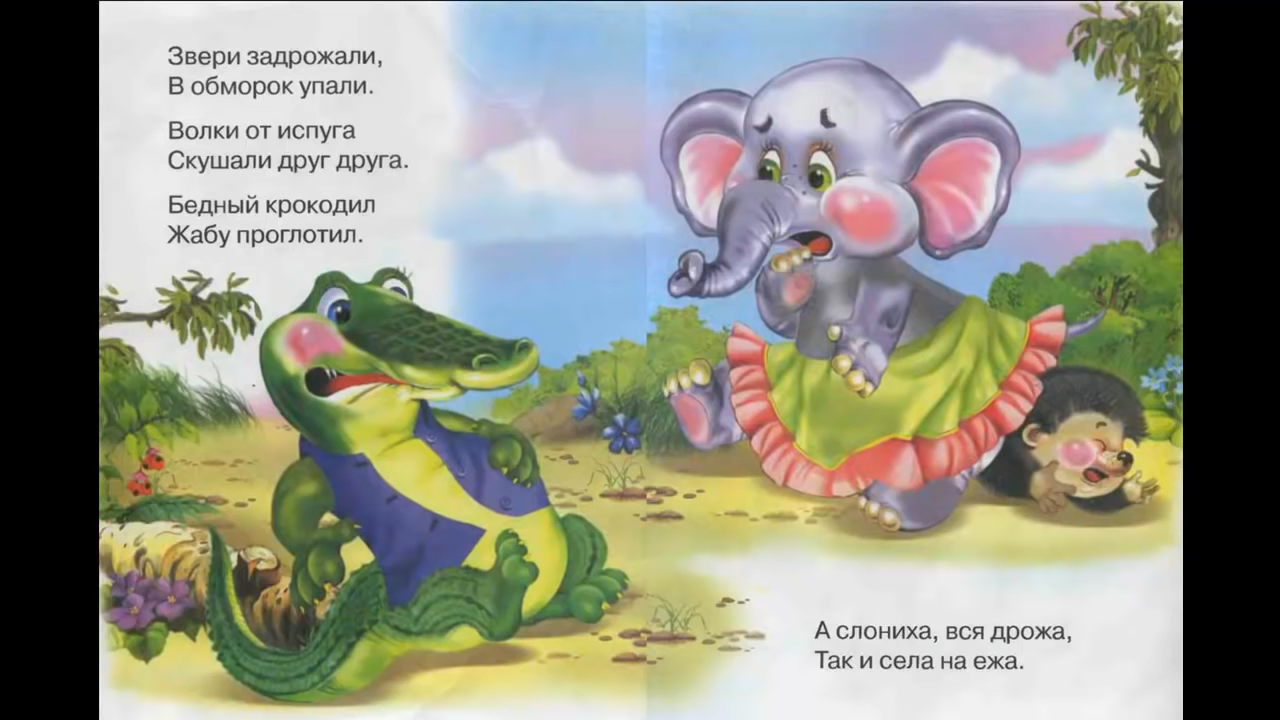 Звери задрожали,
В обморок упали.
Волки от испуга
Скушали друг друга.
Бедный крокодил
Жабу проглотил.
А слониха, вся дрожа,
Так и села на ежа.